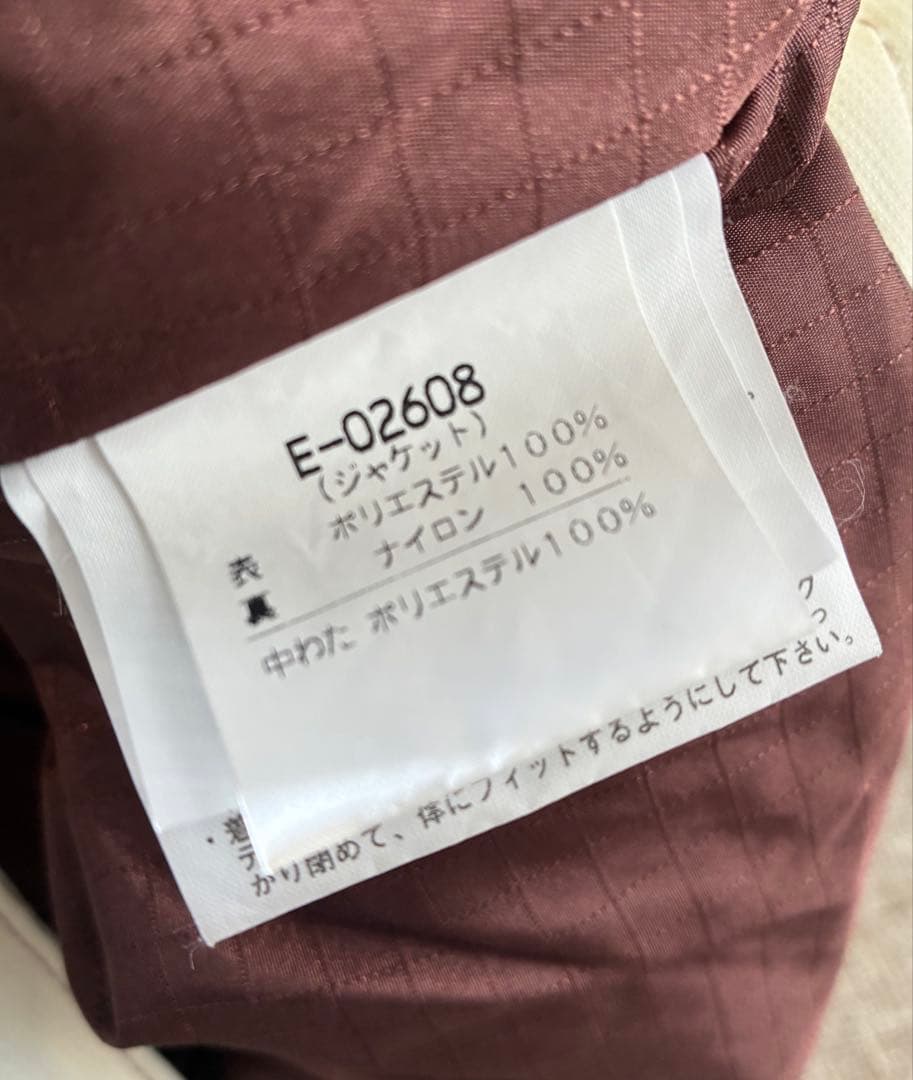 E-02608
(ジャケット)
表 ポリエステル100%
裏 ナイロン 100%
中わた ポリエステル100%
ク
っ
かり閉めて、体にフィットするようにして下さい。